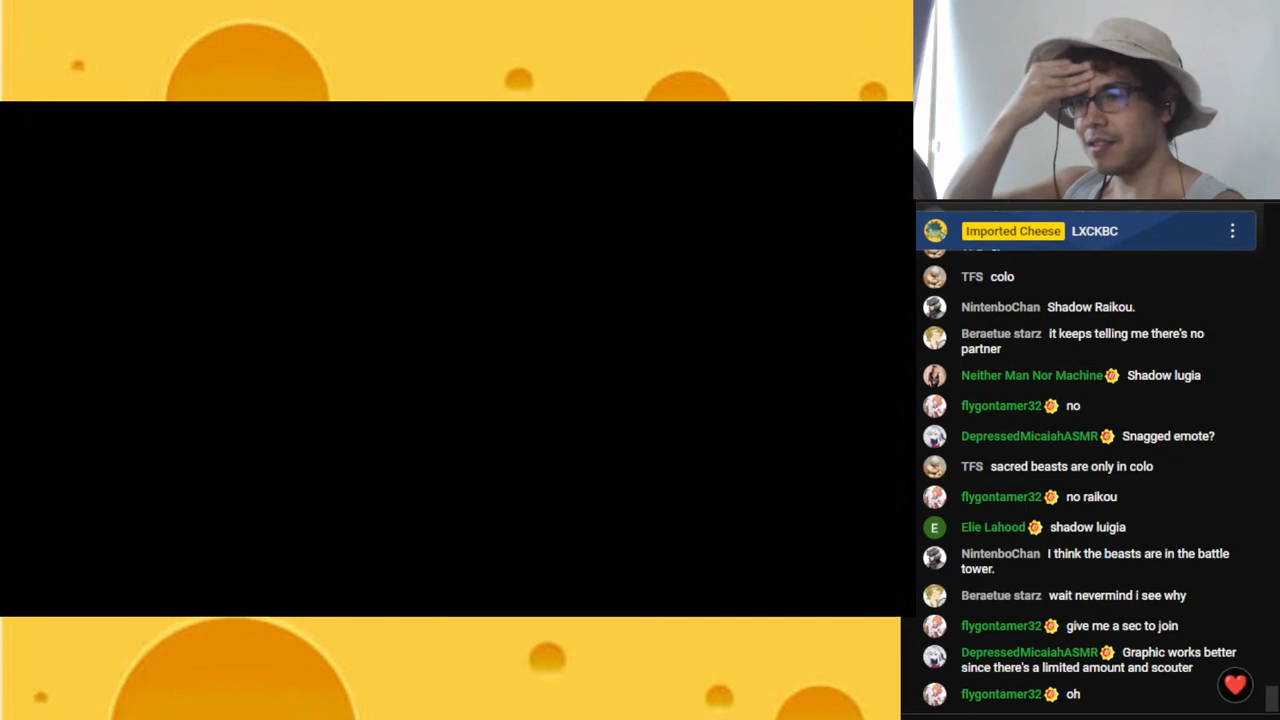 Imported Cheese LXCKBC
TFS colo
NintenboChan Shadow Raikou.
Beraetue starz it keeps telling me there's no
partner
Neither Man Nor Machine Shadow lugia
flygontamer32 no
DepressedMicaiahASMR Snagged emote?
TFS sacred beasts are only in colo
flygontamer32 no raikou
E Elie Lahood shadow luigia
NintenboChan I think the beasts are in the battle
tower.
Beraetue starz wait nevermind i see why
flygontamer32 give me a sec to join
DepressedMicaiahASMR Graphic works better
since there's a limited amount and scouter
flygontamer32 oh